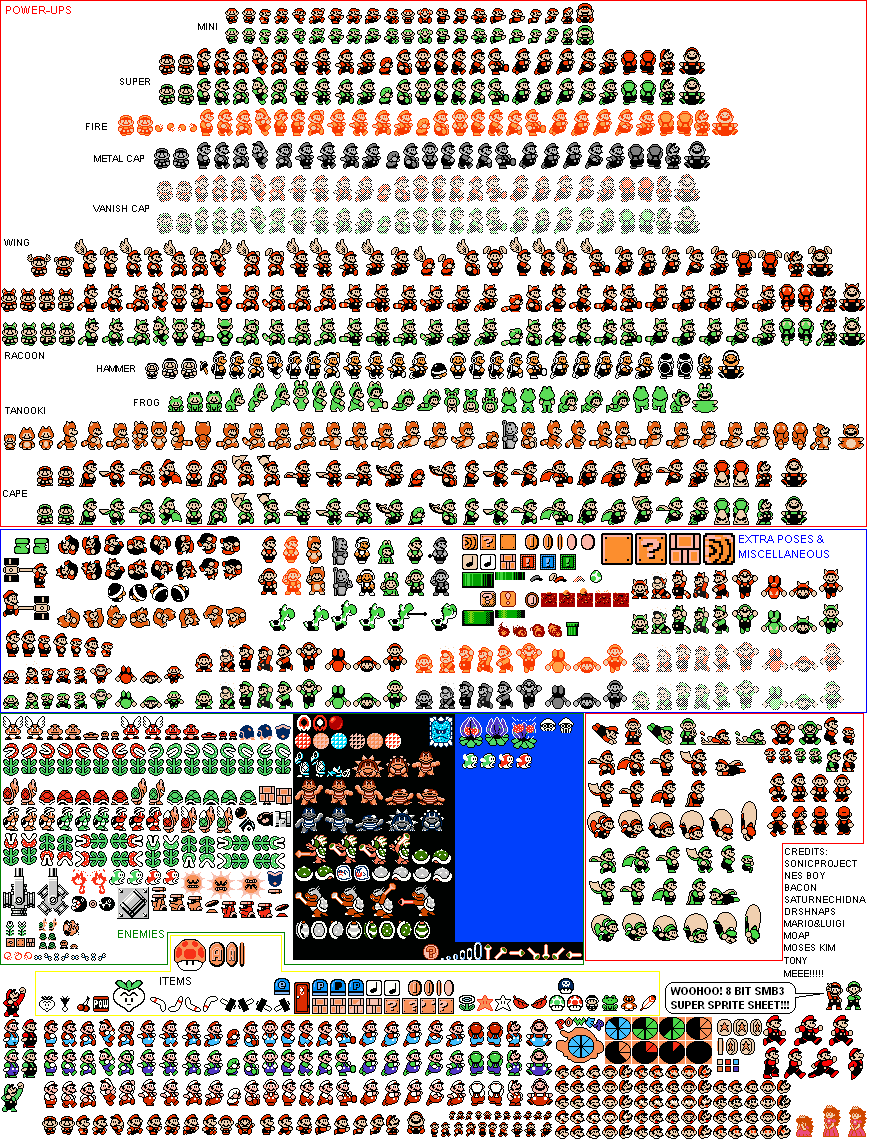 POWER-UPS
MINI
SUPER
FIRE
METAL CAP
VANISH CAP
WING
RACOON
HAMMER
FROG
TANOOKI
CAPE
EXTRA POSES &
MISCELLANEOUS
CREDITS:
SONICPROJECT
NES BOY
BACON
SATURNECHIDNA
DRSHNAPS
MARIO&LUIGI
MOAP
MOSES KIM
TONY
MEEE!!!!!
ENEMIES
ITEMS
WOOHOO! 8 BIT SMB3
SUPER SPRITE SHEET!!!
POWER